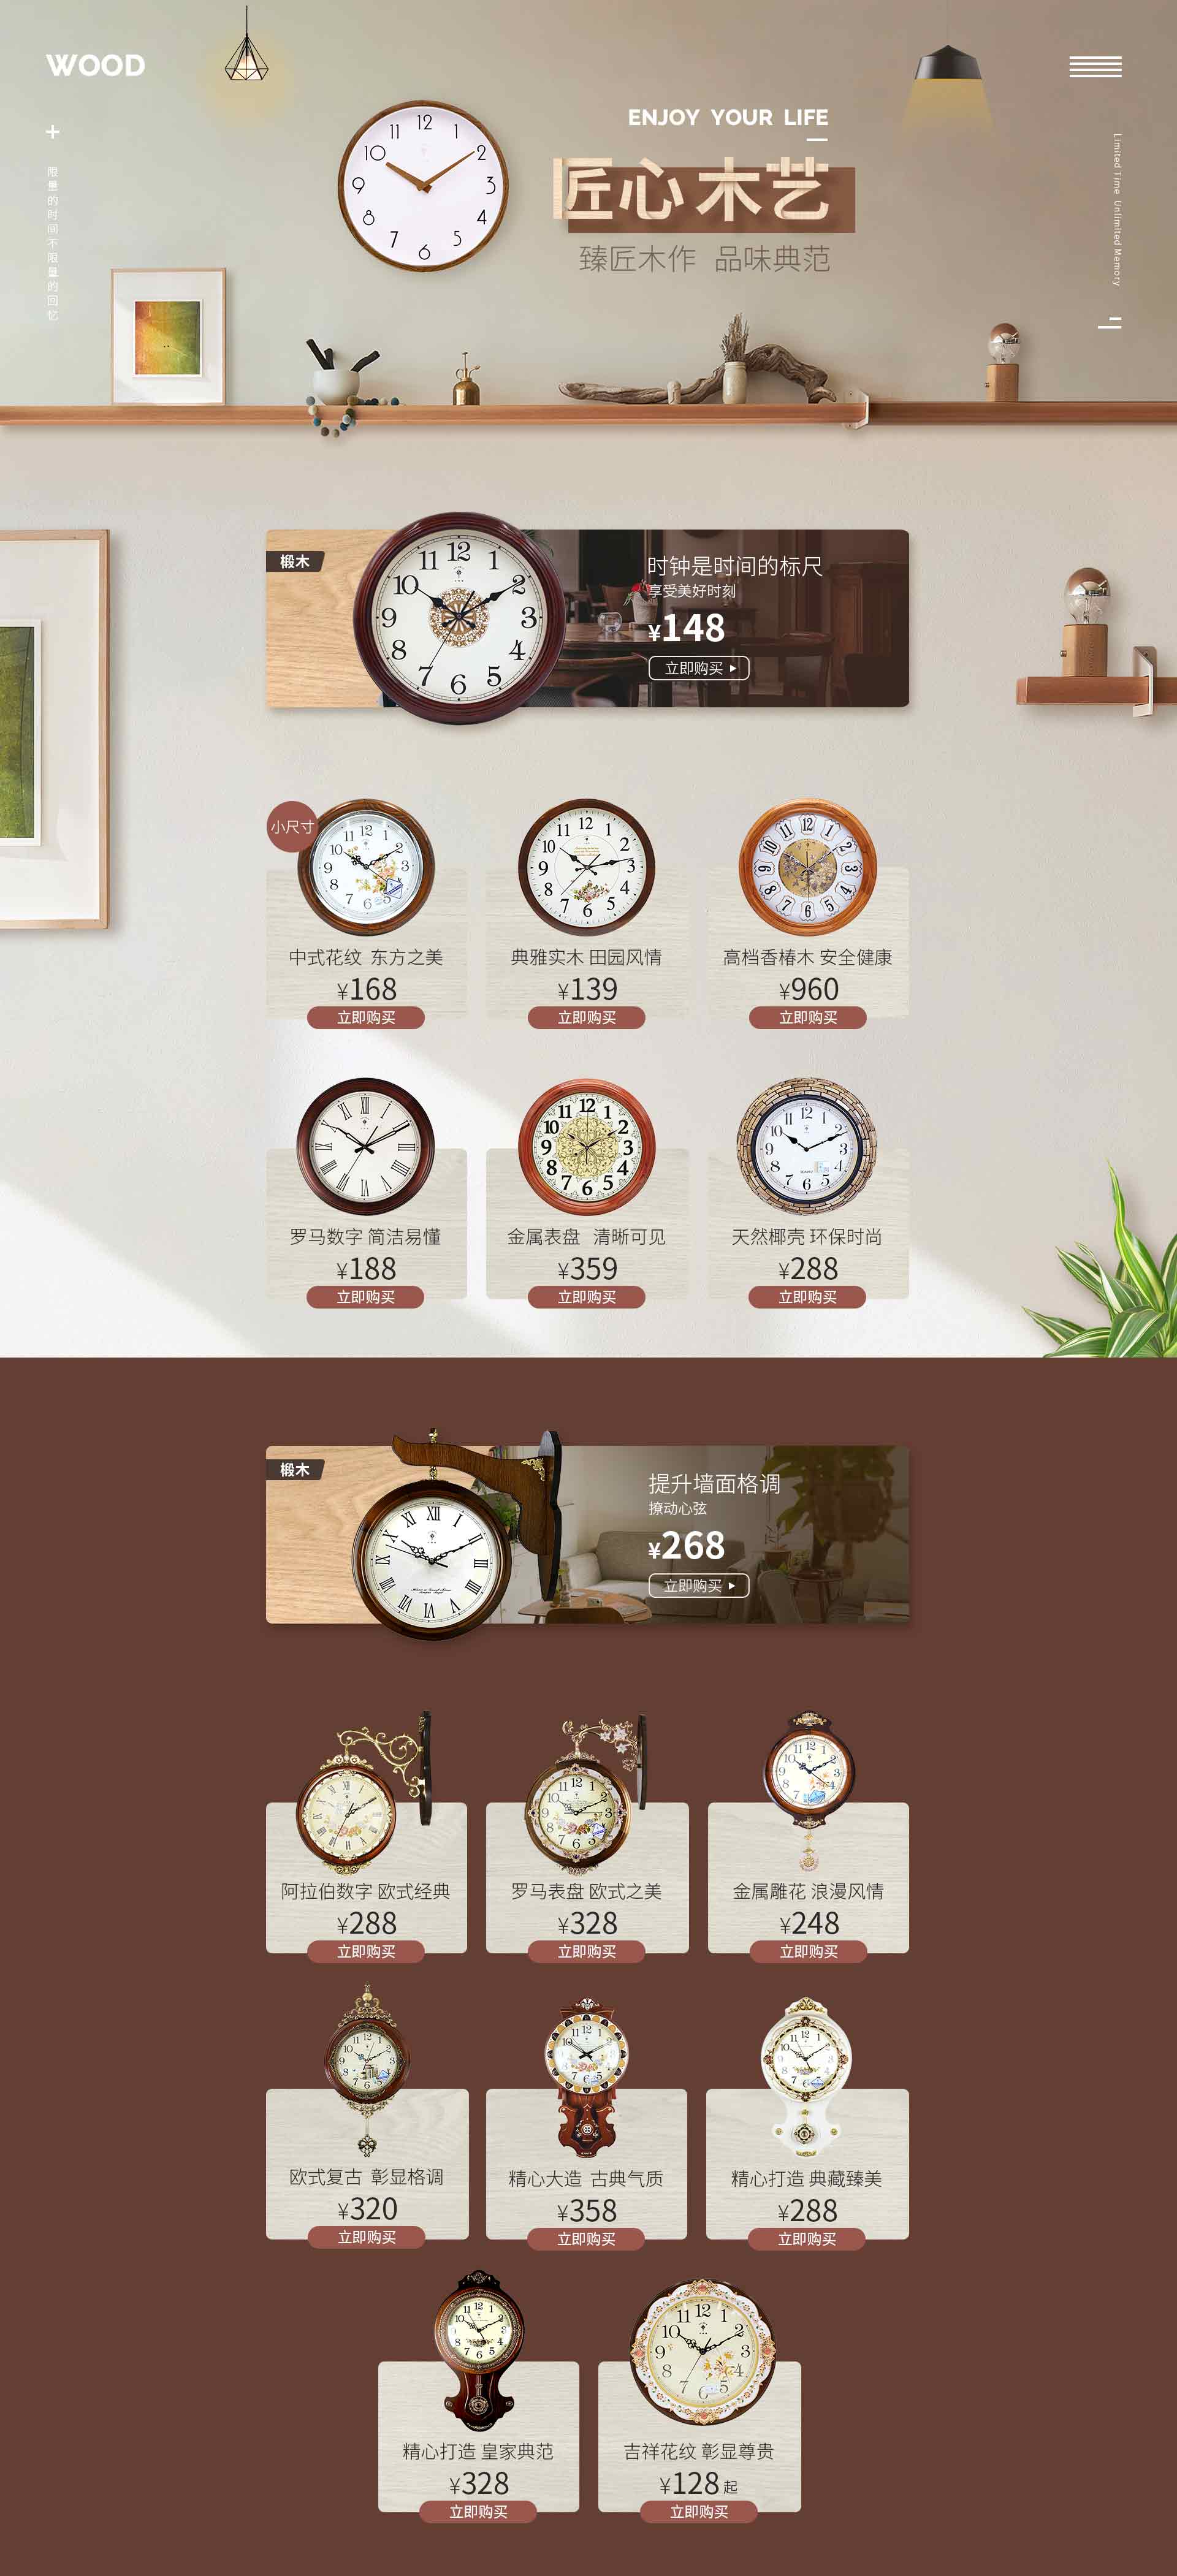 WOOD
ENJOY YOUR LIFE
匠心木艺
臻匠木作 品味典范
限量的时间不限量的回忆
Limited Time Unlimited Memory
椴木
时钟是时间的标尺
享受美好时刻
¥148
立即购买
小尺寸
中式花纹 东方之美
¥168
立即购买
典雅实木 田园风情
¥139
立即购买
高档香椿木 安全健康
¥960
立即购买
罗马数字 简洁易懂
¥188
立即购买
金属表盘 清晰可见
¥359
立即购买
天然椰壳 环保时尚
¥288
立即购买
椴木
提升墙面格调
撩动心弦
¥268
立即购买
阿拉伯数字 欧式经典
¥288
立即购买
罗马表盘 欧式之美
¥328
立即购买
金属雕花 浪漫风情
¥248
立即购买
欧式复古 彰显格调
¥320
立即购买
精心大造 古典气质
¥358
立即购买
精心打造 典藏臻美
¥288
立即购买
精心打造 皇家典范
¥328
立即购买
吉祥花纹 彰显尊贵
¥128 起
立即购买